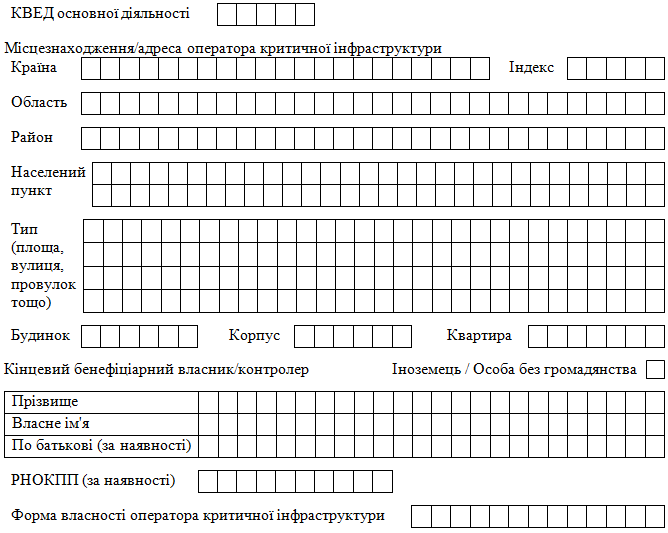 КВЕД основної діяльності
Місцезнаходження/адреса оператора критичної інфраструктури
Країна Індекс
Область
Район
Населений
пункт
Тип
(площа,
вулиця,
провулок
тощо)
Будинок Корпус Квартира
Кінцевий бенефіціарний власник/контролер Іноземець / Особа без громадянства
Прізвище
Власне ім'я
По батькові (за наявності)
РНОКПП (за наявності)
Форма власності оператора критичної інфраструктури